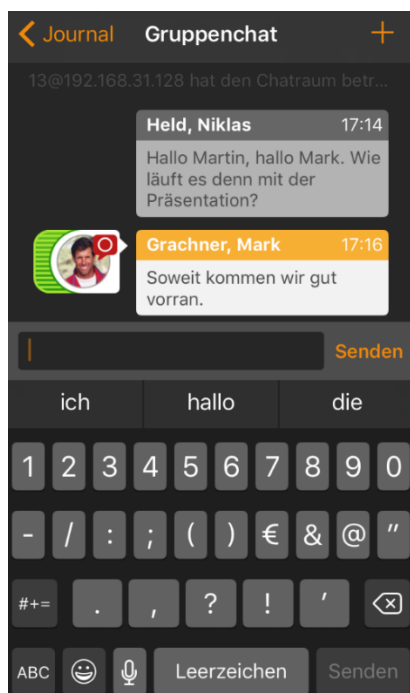 Journal Gruppenchat +
13@192.168.31.128 hat den Chatraum betr...
Held, Niklas 17:14
Hallo Martin, hallo Mark. Wie
läuft es denn mit der
Präsentation?
Grachner, Mark 17:16
Soweit kommen wir gut
vorran.
Senden
ich hallo die
1 2 3 4 5 6 7 8 9 0
- / : ; ( ) € & @ "
#+= . , ? ! '
ABC Leerzeichen Senden